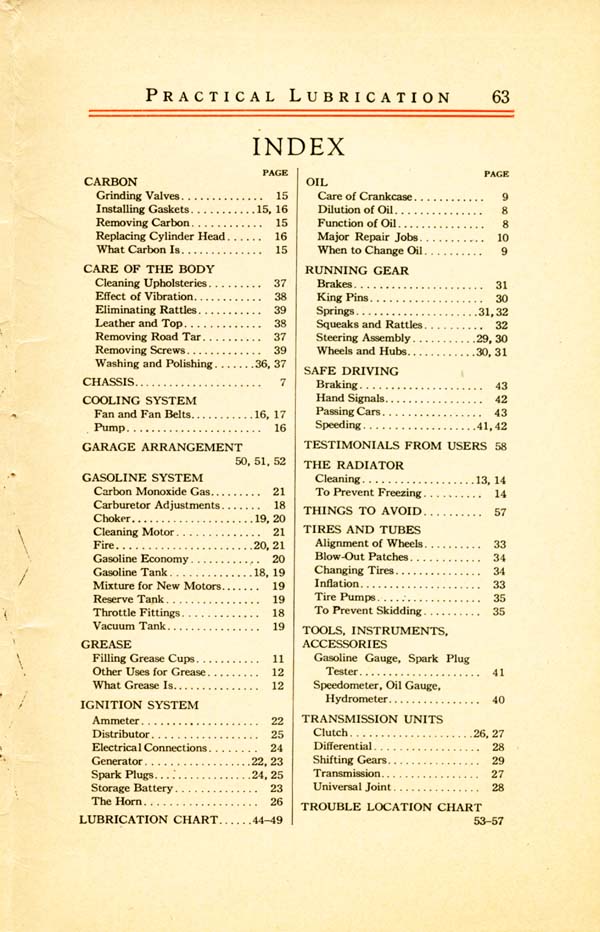 PRACTICAL LUBRICATION 63
INDEX
PAGE
CARBON
Grinding Valves.............. 15
Installing Gaskets...........15, 16
Removing Carbon............ 15
Replacing Cylinder Head...... 16
What Carbon Is.............. 15
CARE OF THE BODY
Cleaning Upholsteries......... 37
Effect of Vibration............ 38
Eliminating Rattles........... 39
Leather and Top............. 38
Removing Road Tar.......... 37
Removing Screws............ 39
Washing and Polishing.......36, 37
CHASSIS..................... 7
COOLING SYSTEM
Fan and Fan Belts...........16, 17
Pump....................... 16
GARAGE ARRANGEMENT
50, 51, 52
GASOLINE SYSTEM
Carbon Monoxide Gas......... 21
Carburetor Adjustments....... 18
Choker.....................19, 20
Cleaning Motor.............. 21
Fire.......................20, 21
Gasoline Economy............ 20
Gasoline Tank..............18, 19
Mixture for New Motors....... 19
Reserve Tank................ 19
Throttle Fittings............. 18
Vacuum Tank............... 19
GREASE
Filling Grease Cups........... 11
Other Uses for Grease......... 12
What Grease Is.............. 12
IGNITION SYSTEM
Ammeter.................... 22
Distributor.................. 25
Electrical Connections........ 24
Generator..................22, 23
Spark Plugs................24, 25
Storage Battery.............. 23
The Horn................... 26
LUBRICATION CHART......44–49
PAGE
OIL
Care of Crankcase............ 9
Dilution of Oil............... 8
Function of Oil.............. 8
Major Repair Jobs........... 10
When to Change Oil.......... 9
RUNNING GEAR
Brakes...................... 31
King Pins................... 30
Springs.....................31, 32
Squeaks and Rattles.......... 32
Steering Assembly...........29, 30
Wheels and Hubs............30, 31
SAFE DRIVING
Braking..................... 43
Hand Signals................ 42
Passing Cars................. 43
Speeding...................41, 42
TESTIMONIALS FROM USERS 58
THE RADIATOR
Cleaning...................13, 14
To Prevent Freezing.......... 14
THINGS TO AVOID.......... 57
TIRES AND TUBES
Alignment of Wheels.......... 33
Blow-Out Patches............ 34
Changing Tires............... 34
Inflation.................... 33
Tire Pumps.................. 35
To Prevent Skidding.......... 35
TOOLS, INSTRUMENTS,
ACCESSORIES
Gasoline Gauge, Spark Plug
Tester..................... 41
Speedometer, Oil Gauge,
Hydrometer................ 40
TRANSMISSION UNITS
Clutch.....................26, 27
Differential.................. 28
Shifting Gears............... 29
Transmission................. 27
Universal Joint............... 28
TROUBLE LOCATION CHART
53–57